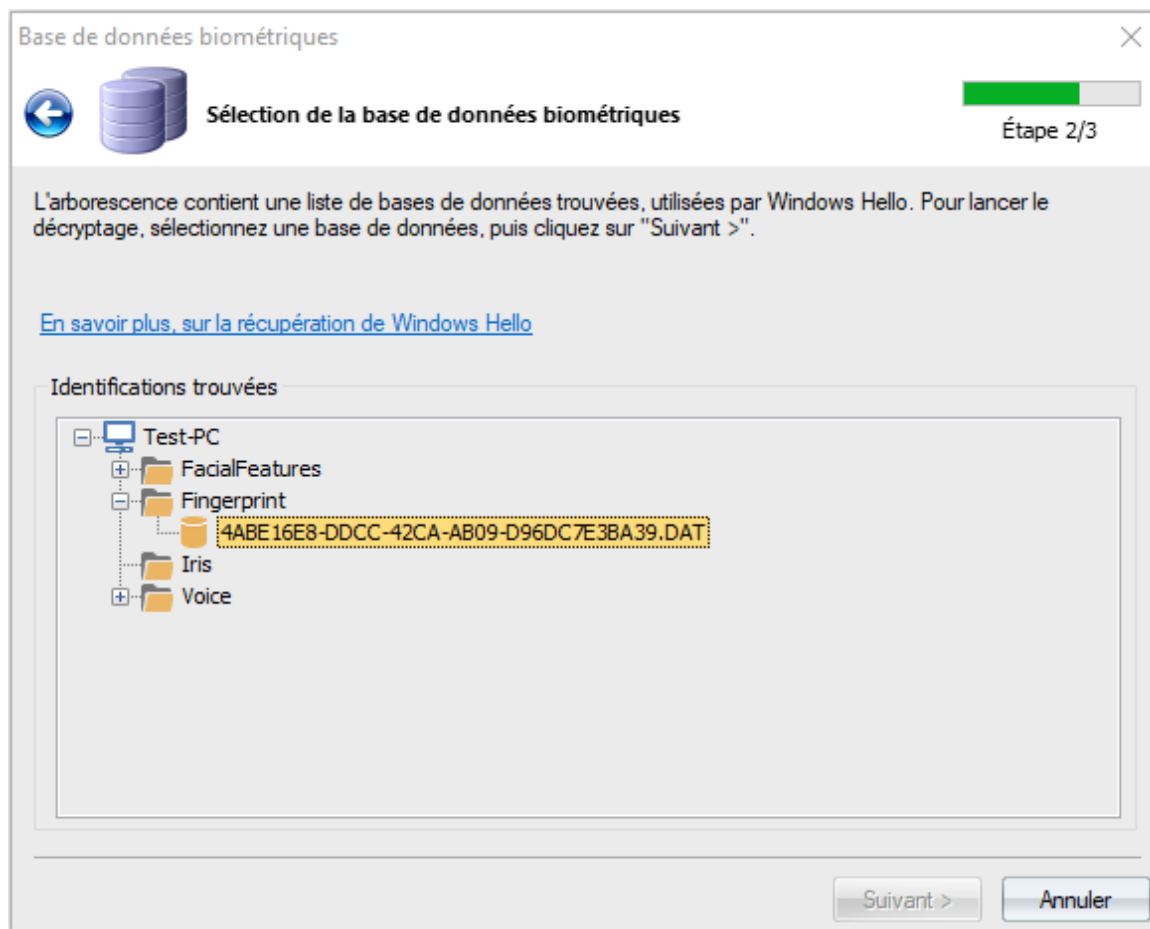 Base de données biométriques
Sélection de la base de données biométriques
Étape 2/3
L'arborescence contient une liste de bases de données trouvées, utilisées par Windows Hello. Pour lancer le
décryptage, sélectionnez une base de données, puis cliquez sur "Suivant >".
En savoir plus, sur la récupération de Windows Hello
Identifications trouvées
Test-PC
FacialFeatures
Fingerprint
4ABE16E8-DDCC-42CA-AB09-D96DC7E3BA39.DAT
Iris
Voice
Suivant >
Annuler